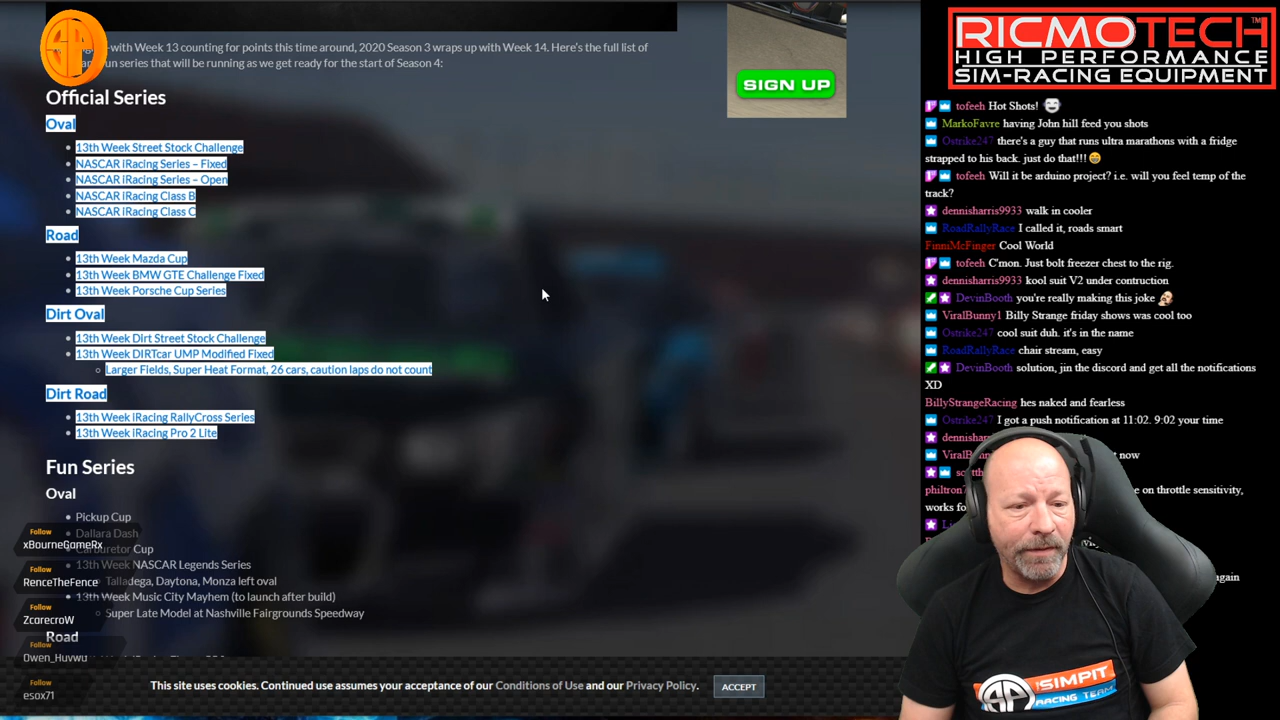 with Week 13 counting for points this time around, 2020 Season 3 wraps up with Week 14. Here's the full list of
un series that will be running as we get ready for the start of Season 4:
Official Series
Oval
13th Week Street Stock Challenge
NASCAR iRacing Series – Fixed
NASCAR iRacing Series – Open
NASCAR iRacing Class B
NASCAR iRacing Class C
Road
13th Week Mazda Cup
13th Week BMW GTE Challenge Fixed
13th Week Porsche Cup Series
Dirt Oval
13th Week Dirt Street Stock Challenge
13th Week DIRTcar UMP Modified Fixed
Larger Fields, Super Heat Format, 26 cars, caution laps do not count
Dirt Road
13th Week iRacing RallyCross Series
13th Week iRacing Pro 2 Lite
Fun Series
Oval
Pickup Cup
Dallara Dash
Carburetor Cup
13th Week NASCAR Legends Series
Talladega, Daytona, Monza left oval
13th Week Music City Mayhem (to launch after build)
Super Late Model at Nashville Fairgrounds Speedway
Road
Follow
xBourneGameRx
Follow
RenceTheFence
Follow
ZcarecroW
Follow
Owen_Huvwd
Follow
esox71
This site uses cookies. Continued use assumes your acceptance of our Conditions of Use and our Privacy Policy.
ACCEPT
SIGN UP
RICMOTECH™
HIGH PERFORMANCE
SIM-RACING EQUIPMENT
tofeeh Hot Shots!
MarkoFavre having John hill feed you shots
Ostrike247 there's a guy that runs ultra marathons with a fridge
strapped to his back. just do that!!!
tofeeh Will it be arduino project? i.e. will you feel temp of the
track?
dennisharris9933 walk in cooler
RoadRallyRace I called it, roads smart
FinniMcFinger Cool World
tofeeh C'mon. Just bolt freezer chest to the rig.
dennisharris9933 kool suit V2 under contruction
DevinBooth you're really making this joke
ViralBunny1 Billy Strange friday shows was cool too
Ostrike247 cool suit duh. it's in the name
RoadRallyRace chair stream, easy
DevinBooth solution, jin the discord and get all the notifications
XD
BillyStrangeRacing hes naked and fearless
Ostrike247 I got a push notification at 11:02. 9:02 your time
dennisha
ViralB now
scotth
philtron7 e on throttle sensitivity,
works fo
again
THE SIMPIT
RACING TEAM